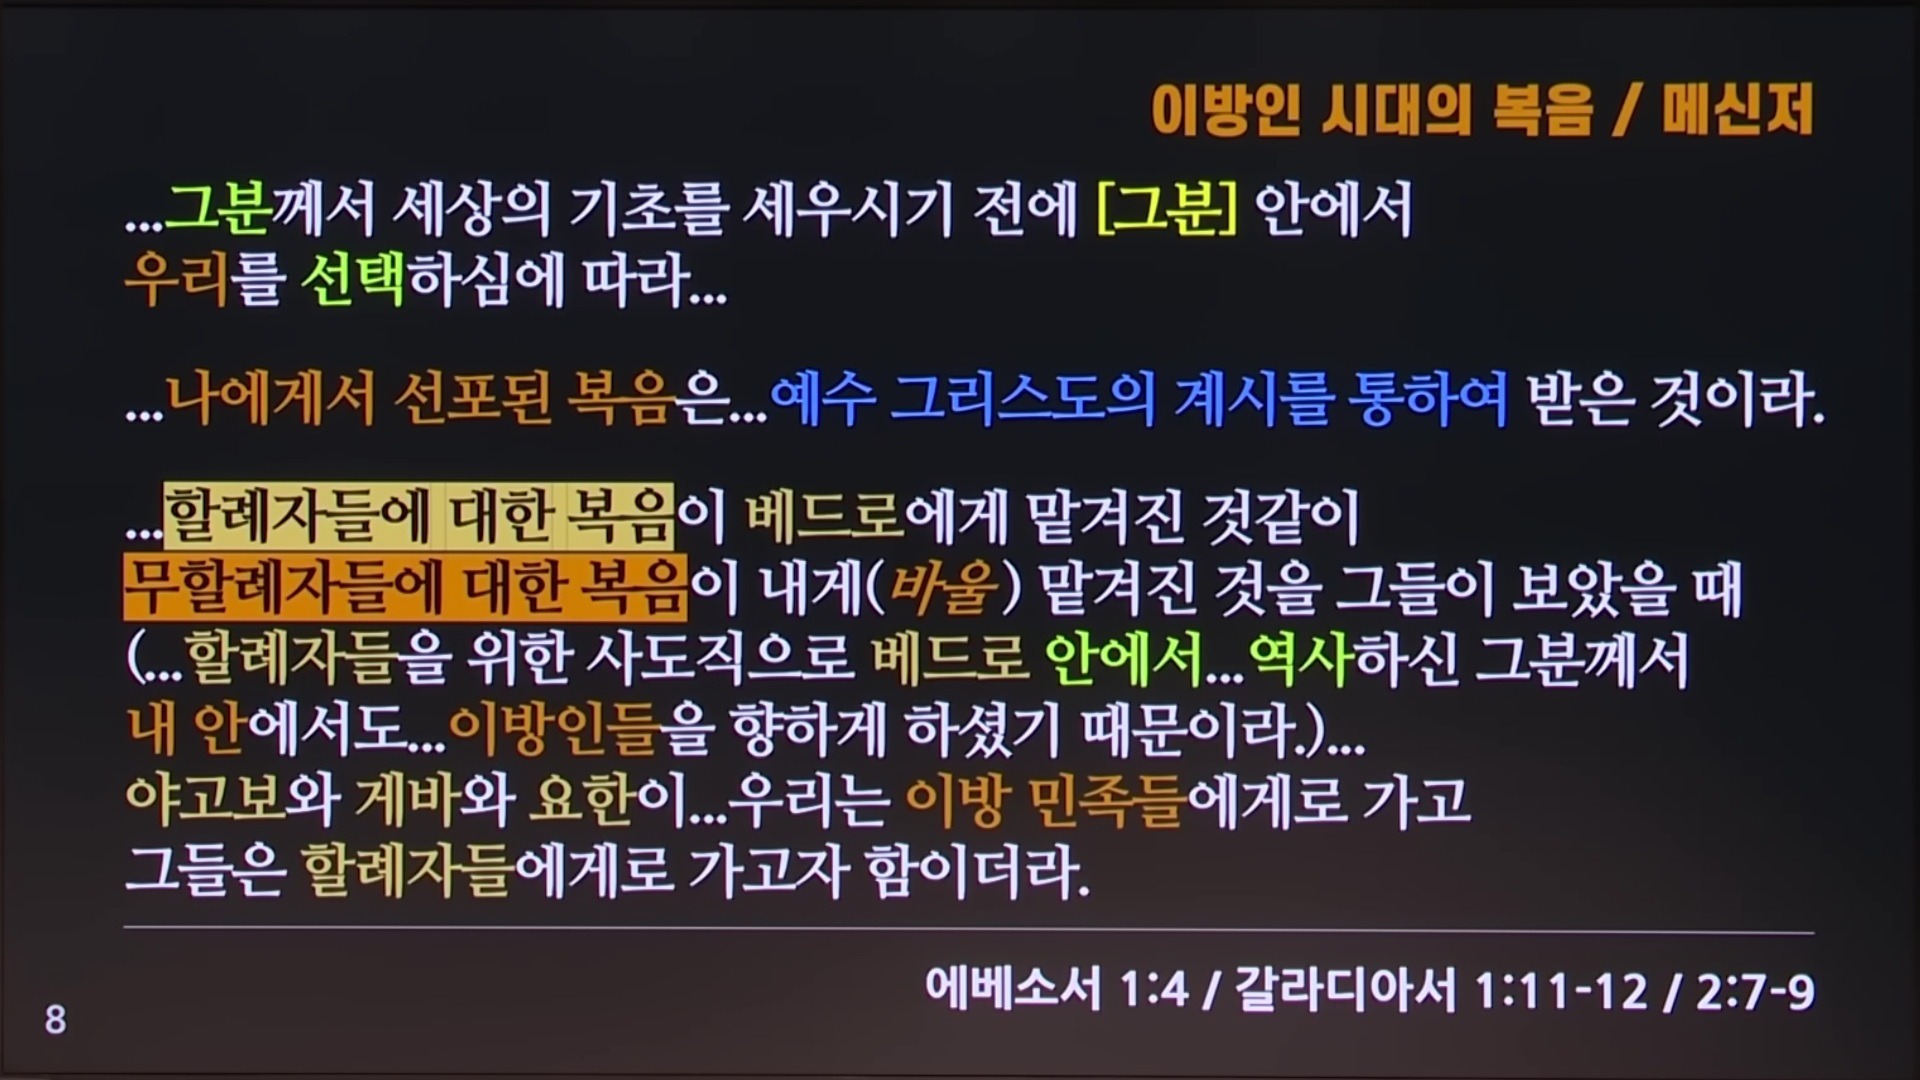 이방인 시대의 복음 / 메신저
...그분께서 세상의 기초를 세우시기 전에 [그분] 안에서
우리를 선택하심에 따라...
...나에게서 선포된 복음은...예수 그리스도의 계시를 통하여 받은 것이라.
...할례자들에 대한 복음이 베드로에게 맡겨진 것같이
무할례자들에 대한 복음이 내게(바울) 맡겨진 것을 그들이 보았을 때
(...할례자들을 위한 사도직으로 베드로 안에서...역사하신 그분께서
내 안에서도...이방인들을 향하게 하셨기 때문이라.)...
야고보와 게바와 요한이...우리는 이방 민족들에게로 가고
그들은 할례자들에게로 가고자 함이더라.
에베소서 1:4 / 갈라디아서 1:11-12 / 2:7-9
8